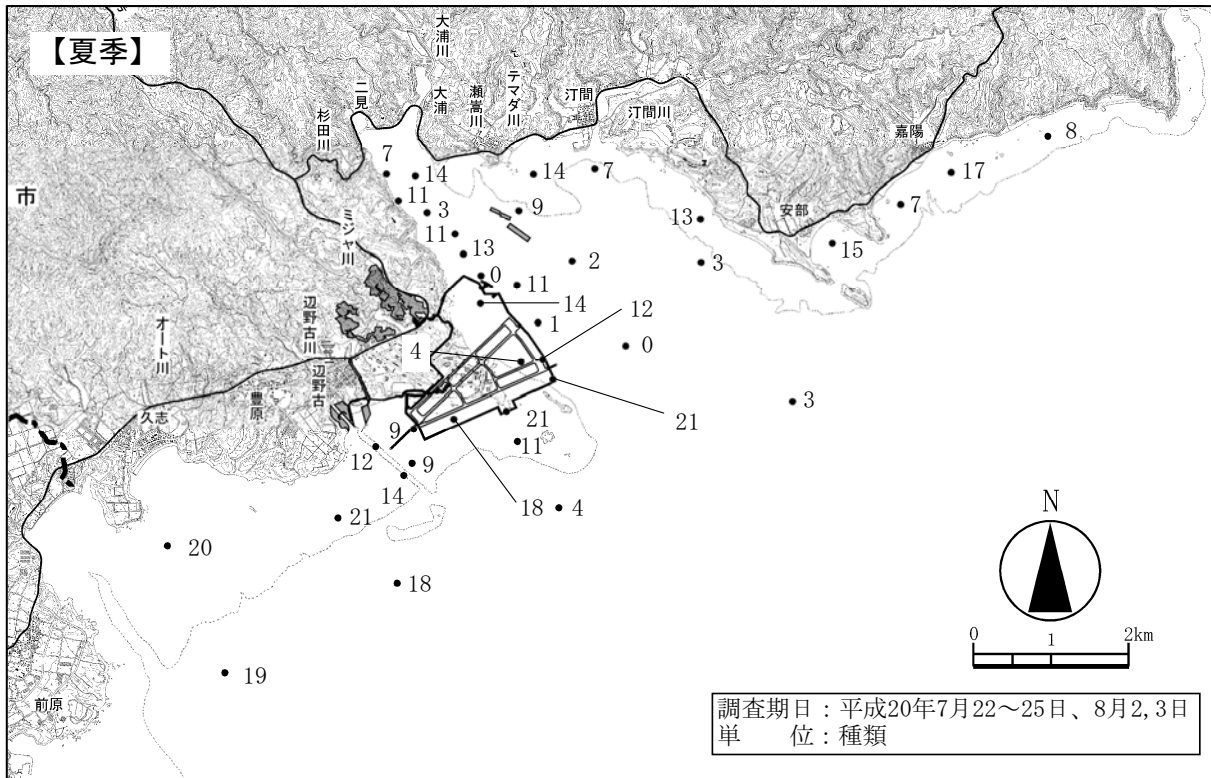 【夏季】
大浦川
二見
杉田川
大浦
瀬嵩川
テマダ川
汀間
汀間川
嘉陽
安部
市
ミジャ川
辺野古川
辺野古
オート川
豊原
久志
前原
8
17
7
14
14
7
11
3
9
13
7
11
15
13
2
3
0
11
14
12
1
0
4
3
21
21
9
11
12
9
14
18
4
21
20
18
19
N
0 1 2km
調査期日：平成20年7月22～25日、8月2,3日
単　　位：種類